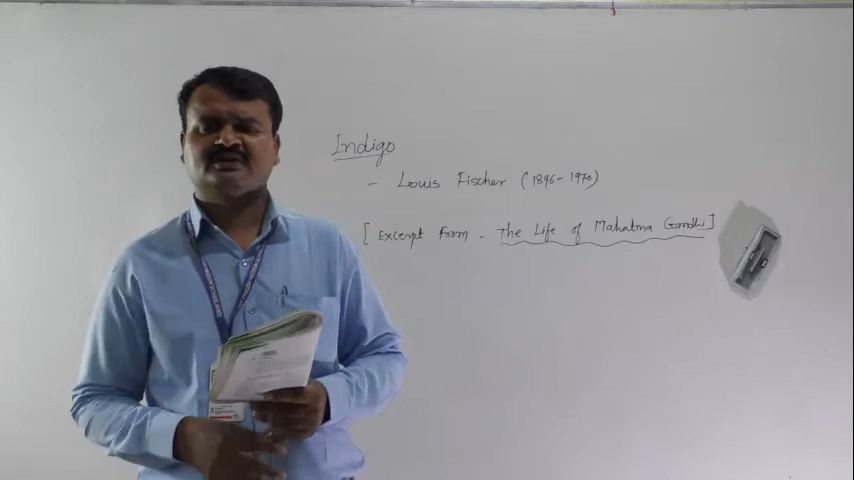 Indigo
- Louis Fischer (1896-1970)
[Excerpt Form - The Life of Mahatma Gandhi]